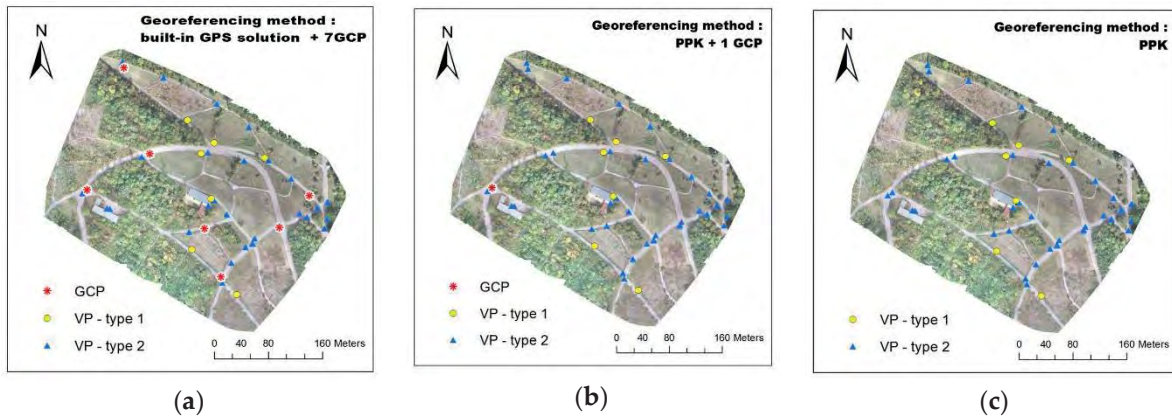 Georeferencing method :
built-in GPS solution + 7GCP
N
GCP
VP - type 1
VP - type 2
0 40 80 160 Meters
(a)
Georeferencing method :
PPK + 1 GCP
N
GCP
VP - type 1
VP - type 2
0 40 80 160 Meters
(b)
Georeferencing method :
PPK
N
VP - type 1
VP - type 2
0 40 80 160 Meters
(c)